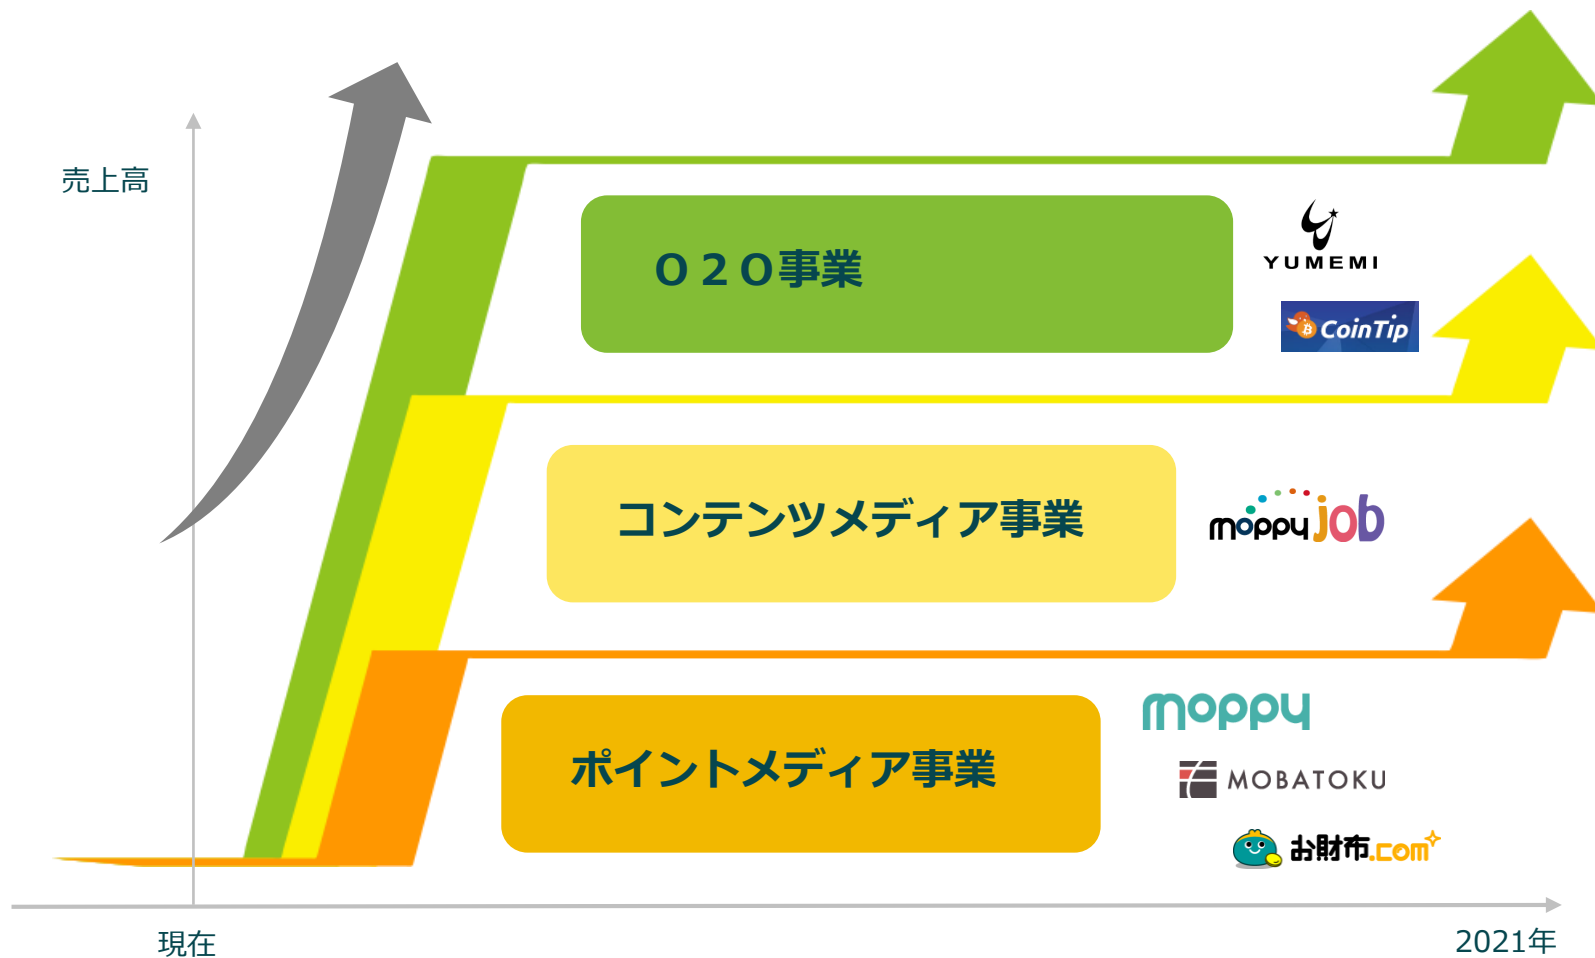 売上高
O2O事業
YUMEMI
CoinTip
コンテンツメディア事業
moppyjob
moppy
ポイントメディア事業
MOBATOKU
お財布.com
現在
2021年